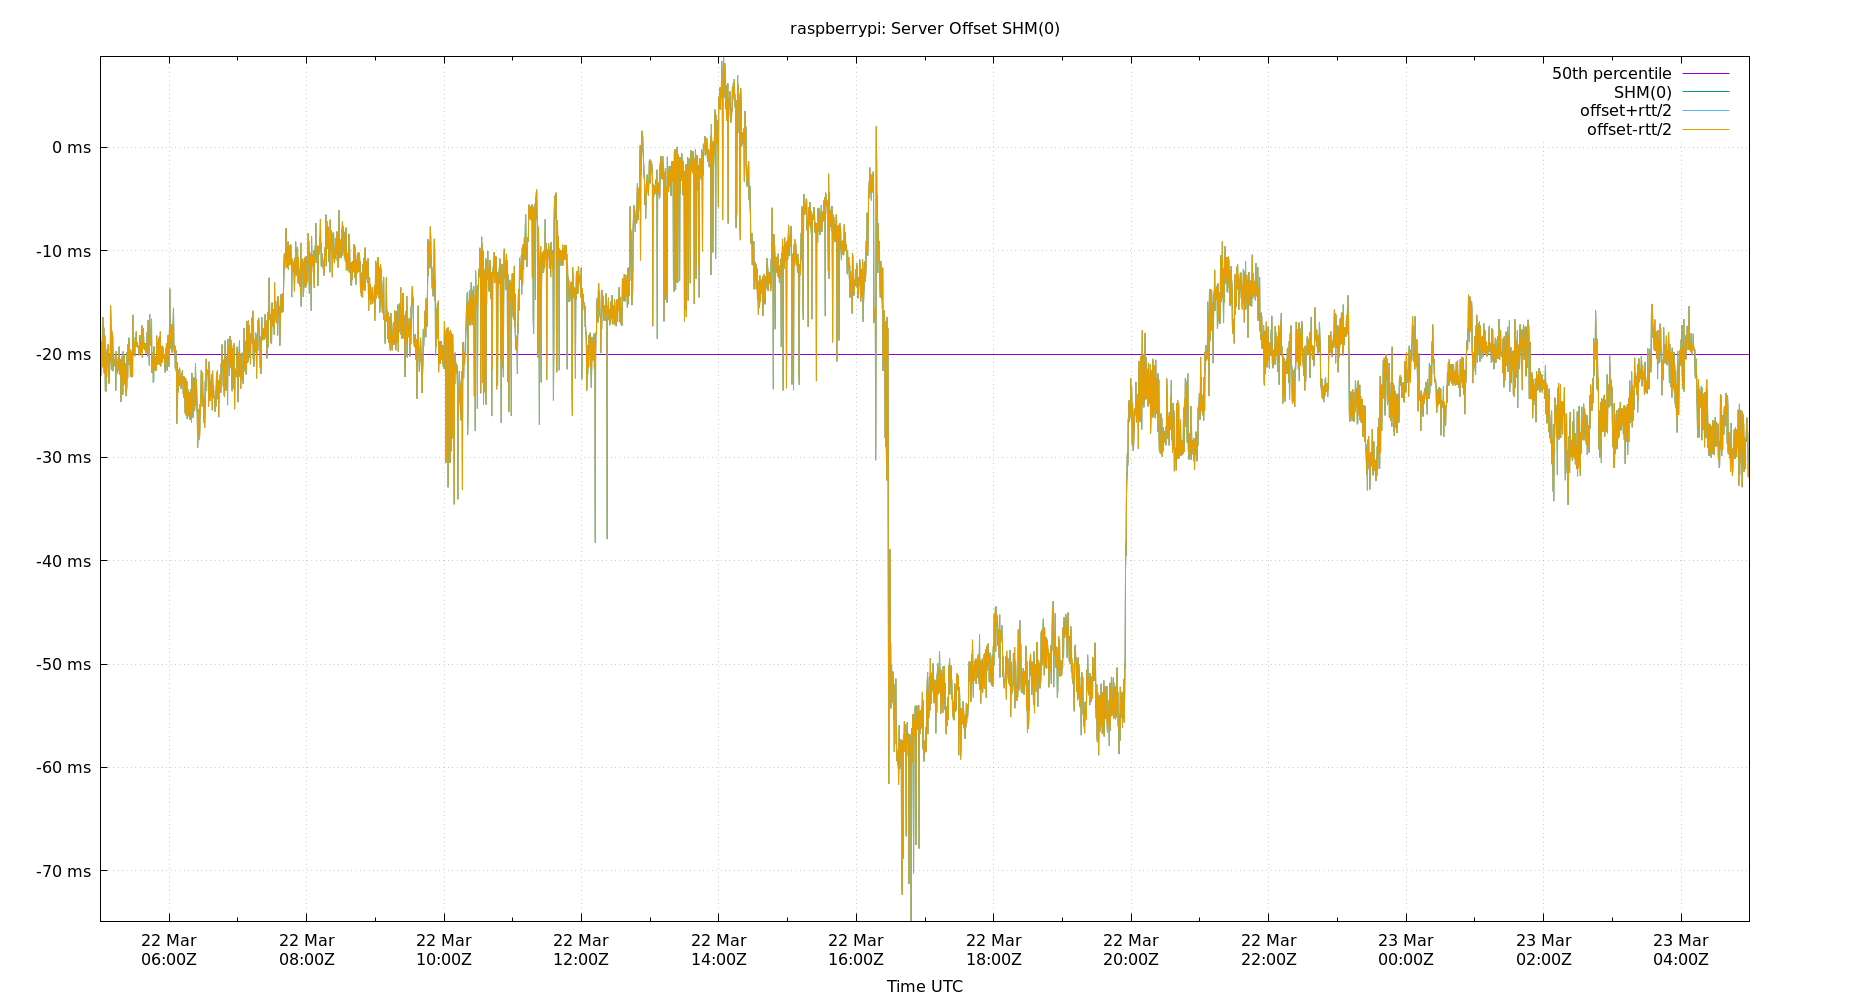 raspberrypi: Server Offset SHM(0)
50th percentile
SHM(0)
offset+rtt/2
offset-rtt/2
0 ms
-10 ms
-20 ms
-30 ms
-40 ms
-50 ms
-60 ms
-70 ms
22 Mar 22 Mar 22 Mar 22 Mar 22 Mar 22 Mar 22 Mar 22 Mar 22 Mar 23 Mar 23 Mar 23 Mar
06:00Z 08:00Z 10:00Z 12:00Z 14:00Z 16:00Z 18:00Z 20:00Z 22:00Z 00:00Z 02:00Z 04:00Z
Time UTC